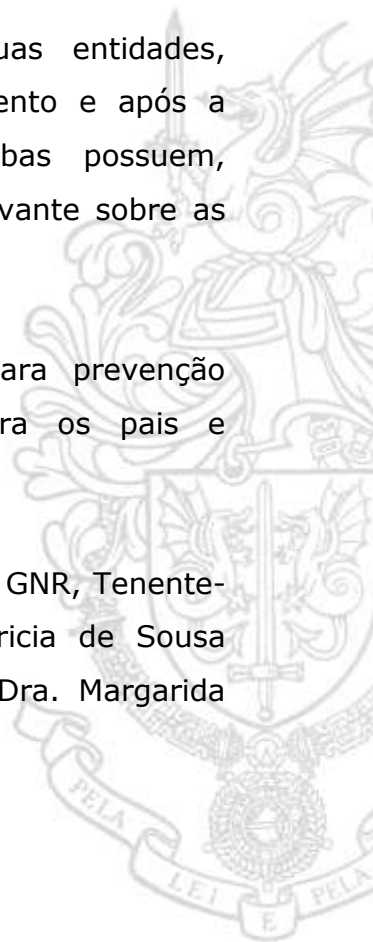 uas entidades,
ento e após a
bas possuem,
vante sobre as
ara prevenção
ra os pais e
GNR, Tenente-
ricia de Sousa
Dra. Margarida
PELA LEI E PELA